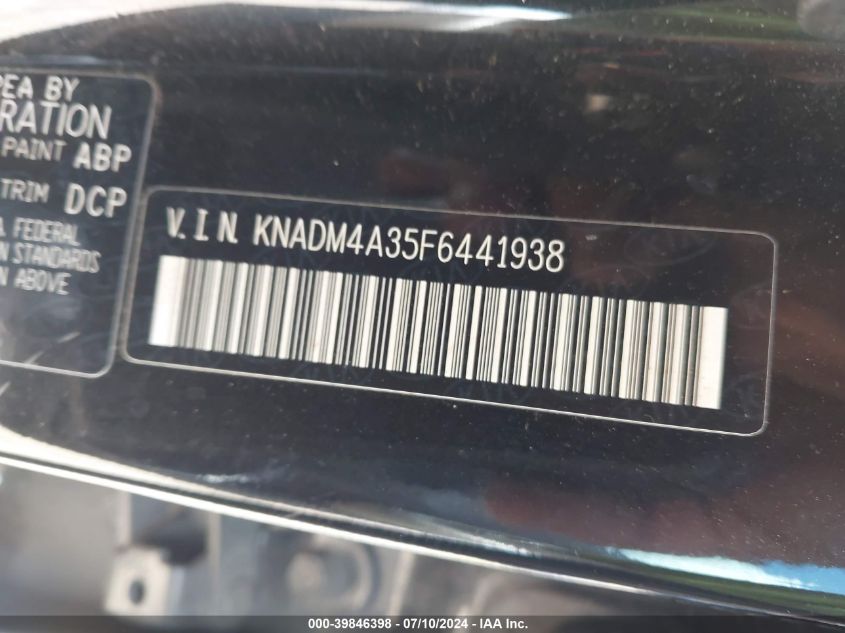 REA BY
RATION
PAINT ABP
TRIM DCP
FEDERAL
N STANDARDS
N ABOVE
V.I.N. KNADM4A35F6441938
000-39846398 - 07/10/2024 - IAA Inc.